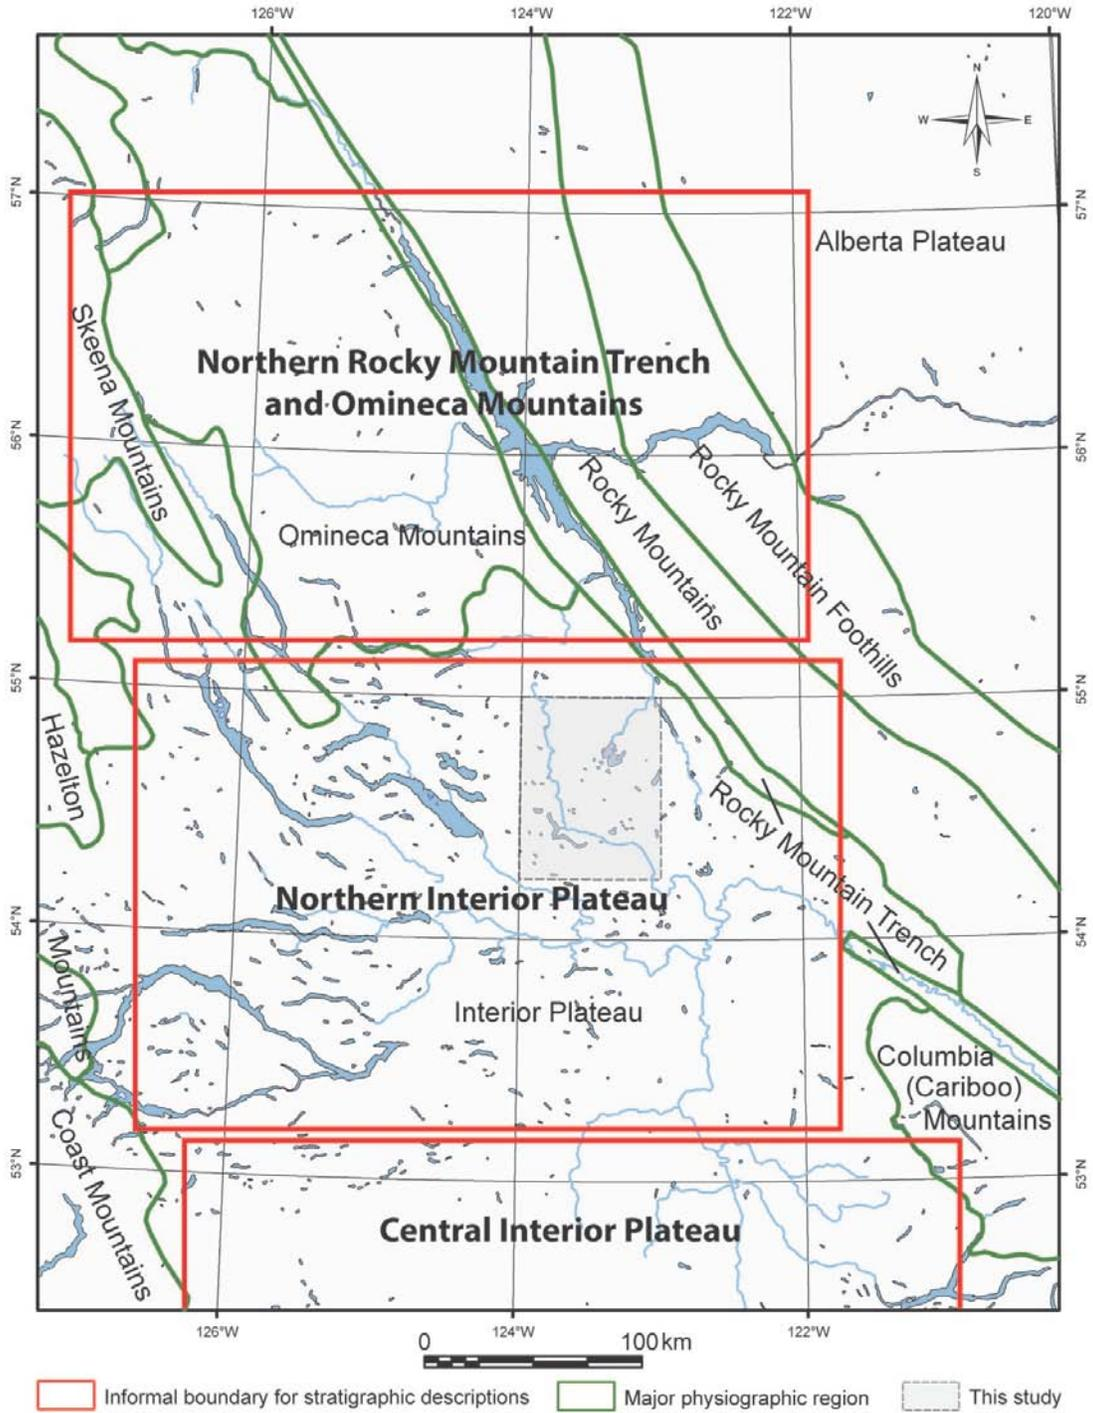 126°W
124°W
122°W
120°W
N
W
E
S
57°N
57°N
Alberta Plateau
Skeena Mountains
Northern Rocky Mountain Trench
and Omineca Mountains
56°N
56°N
Rocky Mountains
Rocky Mountain Foothills
Omineca Mountains
55°N
55°N
Hazelton
Mountains
Rocky Mountain Trench
Northern Interior Plateau
54°N
54°N
Interior Plateau
Columbia
(Cariboo)
Mountains
Coast Mountains
53°N
53°N
Central Interior Plateau
126°W
124°W
122°W
0
100 km
Informal boundary for stratigraphic descriptions
Major physiographic region
This study